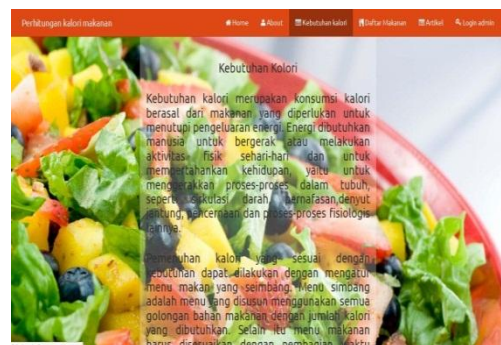 Perhitungan kalori makanan
Home
About
Kebutuhan kalori
Daftar Makanan
Artikel
Login admin
Kebutuhan Kolori
Kebutuhan kalori merupakan konsumsi kalori
berasal dari makanan yang diperlukan untuk
menutupi pengeluaran energi. Energi dibutuhkan
manusia untuk bergerak atau melakukan
aktivitas fisik sehari-hari dan untuk
mempertahankan kehidupan, yaitu untuk
menggerakkan proses-proses dalam tubuh,
seperti sirkulasi darah, pernafasan,denyut
jantung, pencernaan dan proses-proses fisiologis
lainnya.
Pemenuhan kalori yang sesuai dengan
kebutuhan dapat dilakukan dengan mengatur
menu makan yang seimbang. Menu simbang
adalah menu yang disusun menggunakan semua
golongan bahan makanan dengan jumlah kalori
yang dibutuhkan. Selain itu menu makanan
harus disesuaikan dengan pembagian waktu